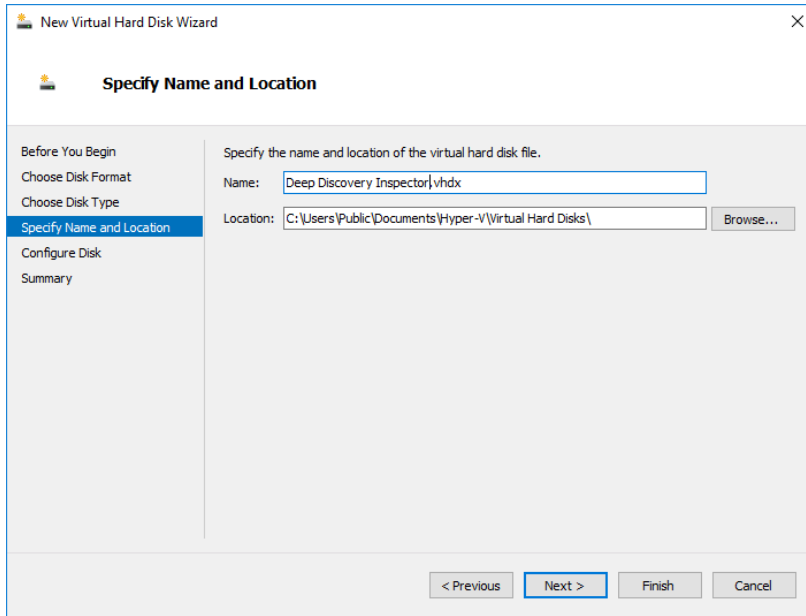 New Virtual Hard Disk Wizard
Specify Name and Location
Before You Begin
Choose Disk Format
Choose Disk Type
Specify Name and Location
Configure Disk
Summary
Specify the name and location of the virtual hard disk file.
Name: Deep Discovery Inspector.vhdx
Location: C:\Users\Public\Documents\Hyper-V\Virtual Hard Disks\ Browse...
< Previous Next > Finish Cancel